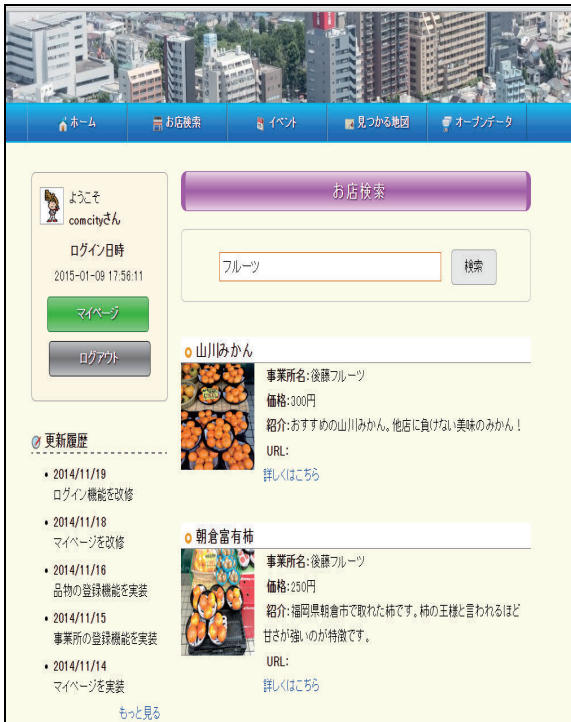 ホーム
お店検索
イベント
見つかる地図
オープンデータ
ようこそ
comcityさん
ログイン日時
2015-01-09 17:56:11
マイページ
ログアウト
更新履歴
2014/11/19
ログイン機能を改修
2014/11/18
マイページを改修
2014/11/16
品物の登録機能を実装
2014/11/15
事業所の登録機能を実装
2014/11/14
マイページを実装
もっと見る
お店検索
フルーツ
検索
山川みかん
事業所名:後藤フルーツ
価格:300円
紹介:おすすめの山川みかん。他店に負けない美味のみかん！
URL:
詳しくはこちら
朝倉富有柿
事業所名:後藤フルーツ
価格:250円
紹介:福岡県朝倉市で取れた柿です。柿の王様と言われるほど
甘さが強いのが特徴です。
URL:
詳しくはこちら